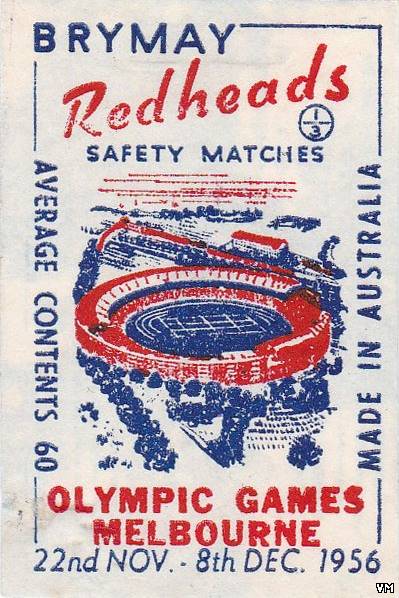 BRYMAY
Redheads
1/3
SAFETY MATCHES
AVERAGE CONTENTS 60
MADE IN AUSTRALIA
OLYMPIC GAMES
MELBOURNE
22nd NOV. - 8th DEC. 1956
VM